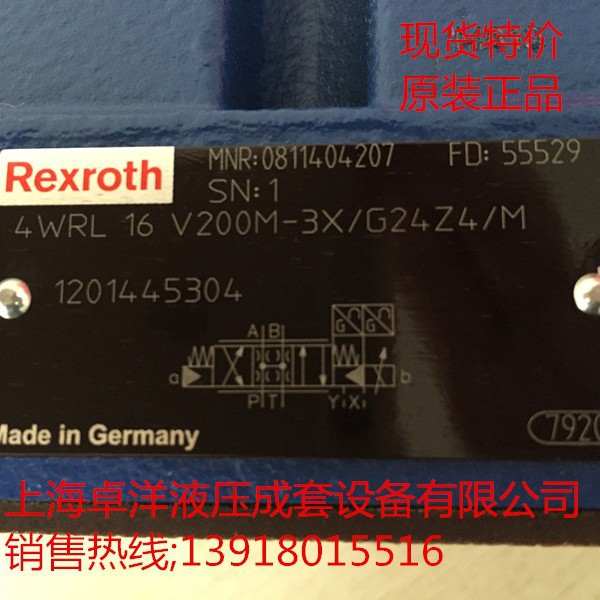 现货特价
原装正品
Rexroth
MNR:0811404207 FD: 55529
SN:1
4WRL 16 V200M-3X/G24Z4/M
1201445304
A B
G G
a b
P T Y X
Made in Germany
7920
上海卓洋液压成套设备有限公司
销售热线;13918015516